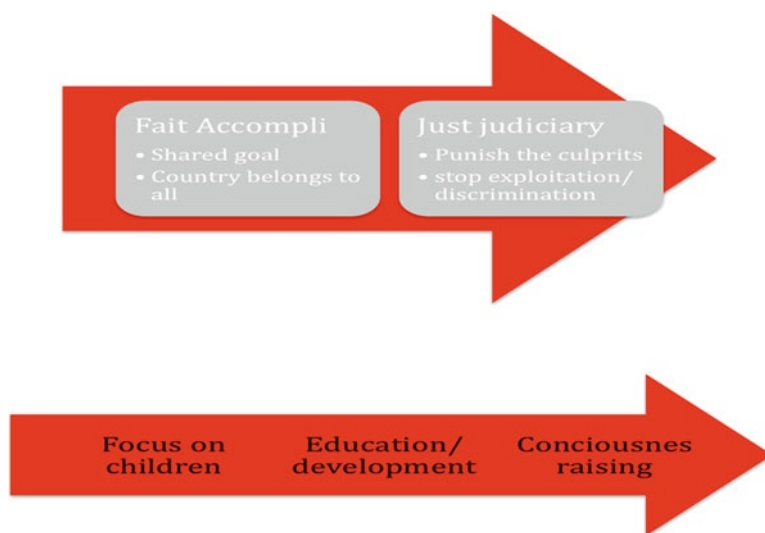 Fait Accompli
• Shared goal
• Country belongs to
all
Just judiciary
• Punish the culprits
• stop exploitation/
discrimination
Focus on
children
Education/
development
Conciousnes
raising